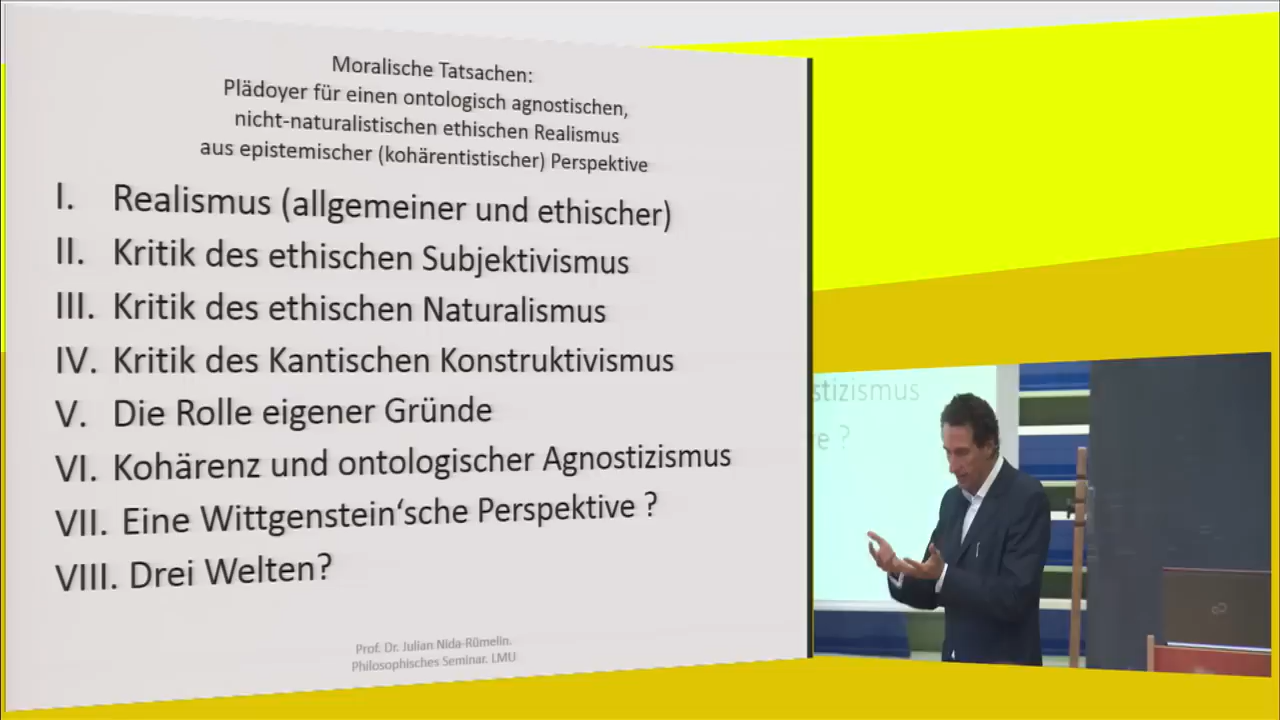 Moralische Tatsachen:
Plädoyer für einen ontologisch agnostischen,
nicht-naturalistischen ethischen Realismus
aus epistemischer (kohärentistischer) Perspektive
I. Realismus (allgemeiner und ethischer)
II. Kritik des ethischen Subjektivismus
III. Kritik des ethischen Naturalismus
IV. Kritik des Kantischen Konstruktivismus
V. Die Rolle eigener Gründe
VI. Kohärenz und ontologischer Agnostizismus
VII. Eine Wittgenstein‘sche Perspektive ?
VIII. Drei Welten?
Prof. Dr. Julian Nida-Rümelin.
Philosophisches Seminar. LMU
stizismus
ve ?